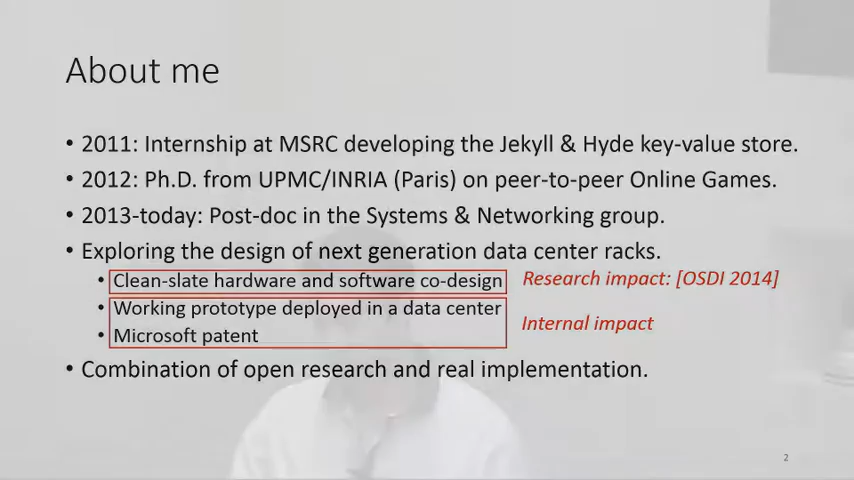 About me
• 2011: Internship at MSRC developing the Jekyll & Hyde key-value store.
• 2012: Ph.D. from UPMC/INRIA (Paris) on peer-to-peer Online Games.
• 2013-today: Post-doc in the Systems & Networking group.
• Exploring the design of next generation data center racks.
• Clean-slate hardware and software co-design Research impact: [OSDI 2014]
• Working prototype deployed in a data center
Internal impact
• Microsoft patent
• Combination of open research and real implementation.
2